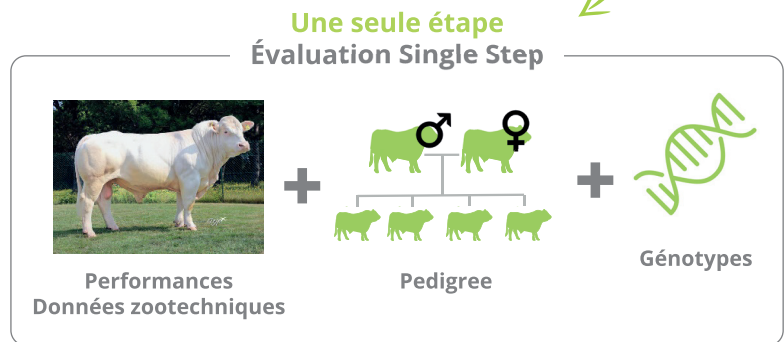 Une seule étape
Évaluation Single Step
Performances
Données zootechniques
Pedigree
Génotypes